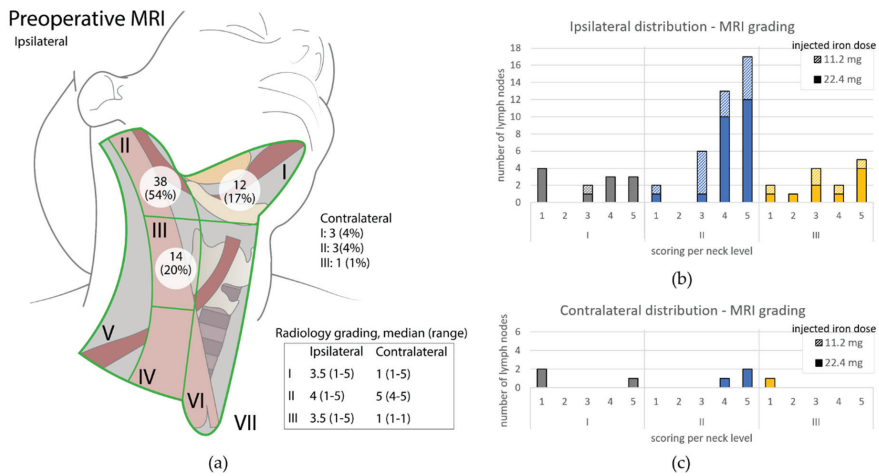 Preoperative MRI
Ipsilateral
II
I
38
(54%)
12
(17%)
III
14
(20%)
V
IV
VI
VII
Contralateral
I: 3 (4%)
II: 3(4%)
III: 1 (1%)
Radiology grading, median (range)
Ipsilateral Contralateral
I 3.5 (1-5) 1 (1-5)
II 4 (1-5) 5 (4-5)
III 3.5 (1-5) 1 (1-1)
(a)
Ipsilateral distribution - MRI grading
injected iron dose
11.2 mg
22.4 mg
number of lymph nodes
18
16
14
12
10
8
6
4
2
0
1 2 3 4 5 1 2 3 4 5 1 2 3 4 5
I II III
scoring per neck level
(b)
Contralateral distribution - MRI grading
injected iron dose
11.2 mg
22.4 mg
number of lymph nodes
6
4
2
0
1 2 3 4 5 1 2 3 4 5 1 2 3 4 5
I II III
scoring per neck level
(c)